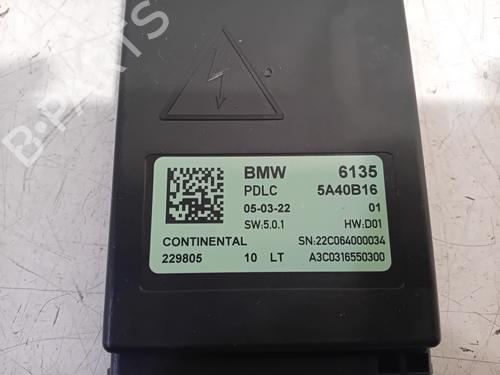 B-PARTS
BMW 6135
PDLC 5A40B16
05-03-22 01
SW:5.0.1 HW:D01
CONTINENTAL SN:22C064000034
229805 10 LT A3C0316550300